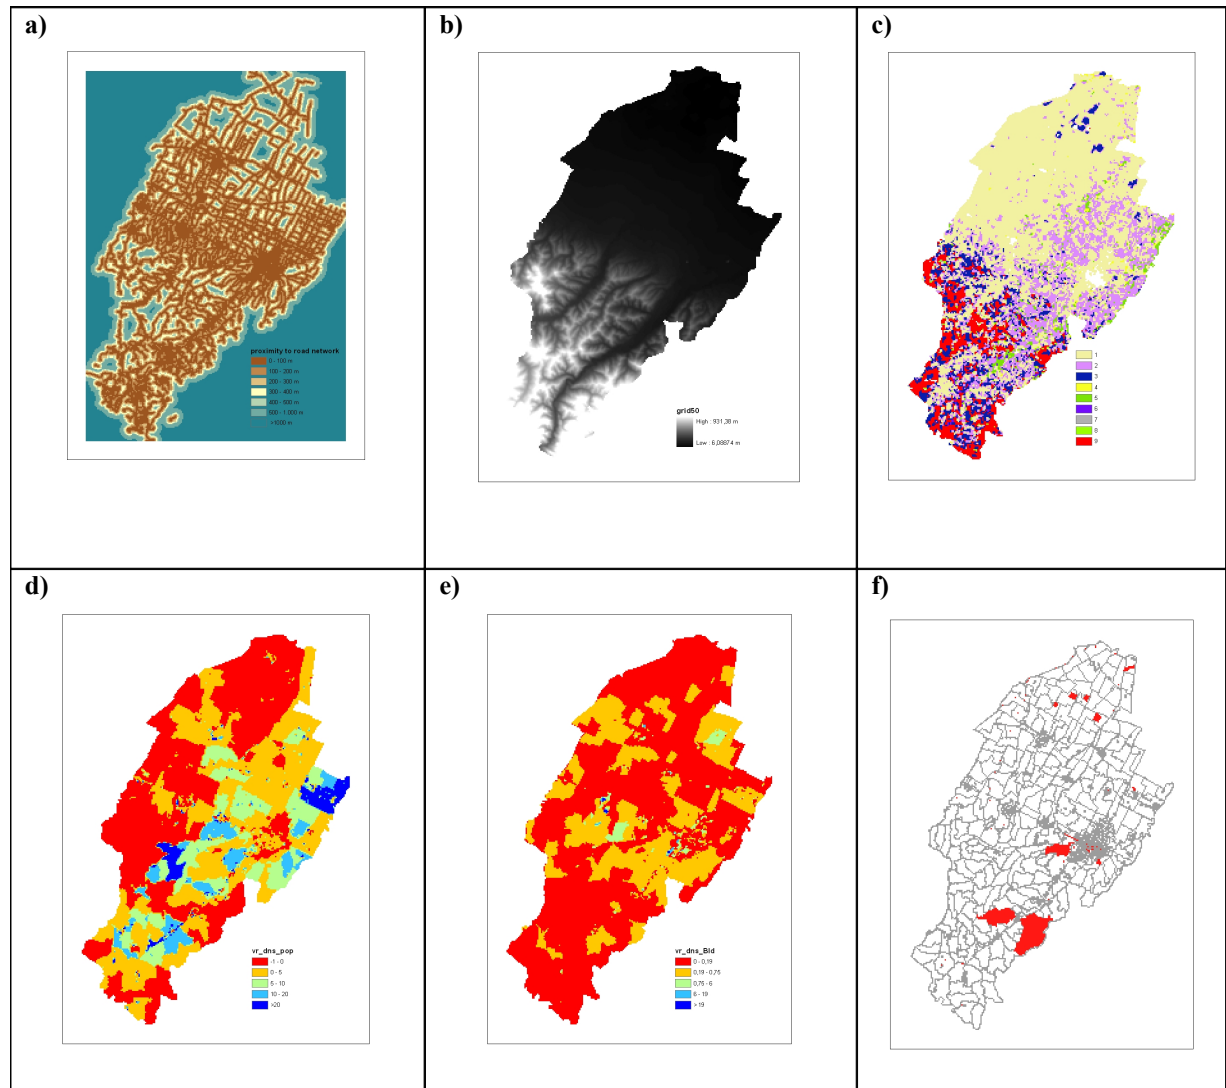 a)
b)
c)
proximity to road network
0 - 100 m
100 - 200 m
200 - 300 m
300 - 400 m
400 - 500 m
500 - 1.000 m
>1000 m
grid50
High : 931,38 m
Low : 6,08874 m
1
2
3
4
5
6
7
8
9
d)
e)
f)
vr_dns_pop
-1 - 0
0 - 5
5 - 10
10 - 20
>20
vr_dns_Bld
0 - 0,19
0,19 - 0,75
0,75 - 6
6 - 19
> 19